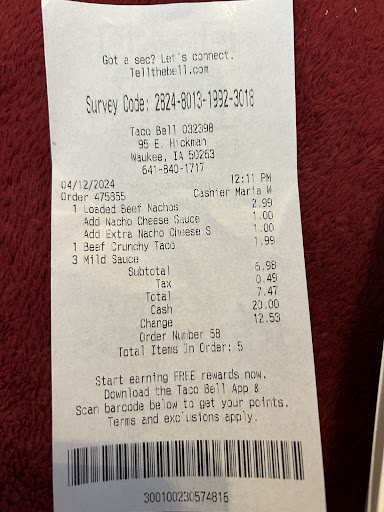 Got a sec? Let's connect.
Tellthebell.com
Survey Code: 2824-8013-1992-3018
Taco Bell 032398
95 E. Hickman
Waukee, IA 50263
641-840-1717
04/12/2024 12:11 PM
Order 475855 Cashier Maria W
1 Loaded Beef Nachos 2.99
Add Nacho Cheese Sauce 1.00
Add Extra Nacho Cheese S 1.00
1 Beef Crunchy Taco 1.99
3 Mild Sauce
Subtotal 6.98
Tax 0.49
Total 7.47
Cash 20.00
Change 12.53
Order Number 58
Total Items In Order: 5
Start earning FREE rewards now.
Download the Taco Bell App &
Scan barcode below to get your points.
Terms and exclusions apply.
300100230574815